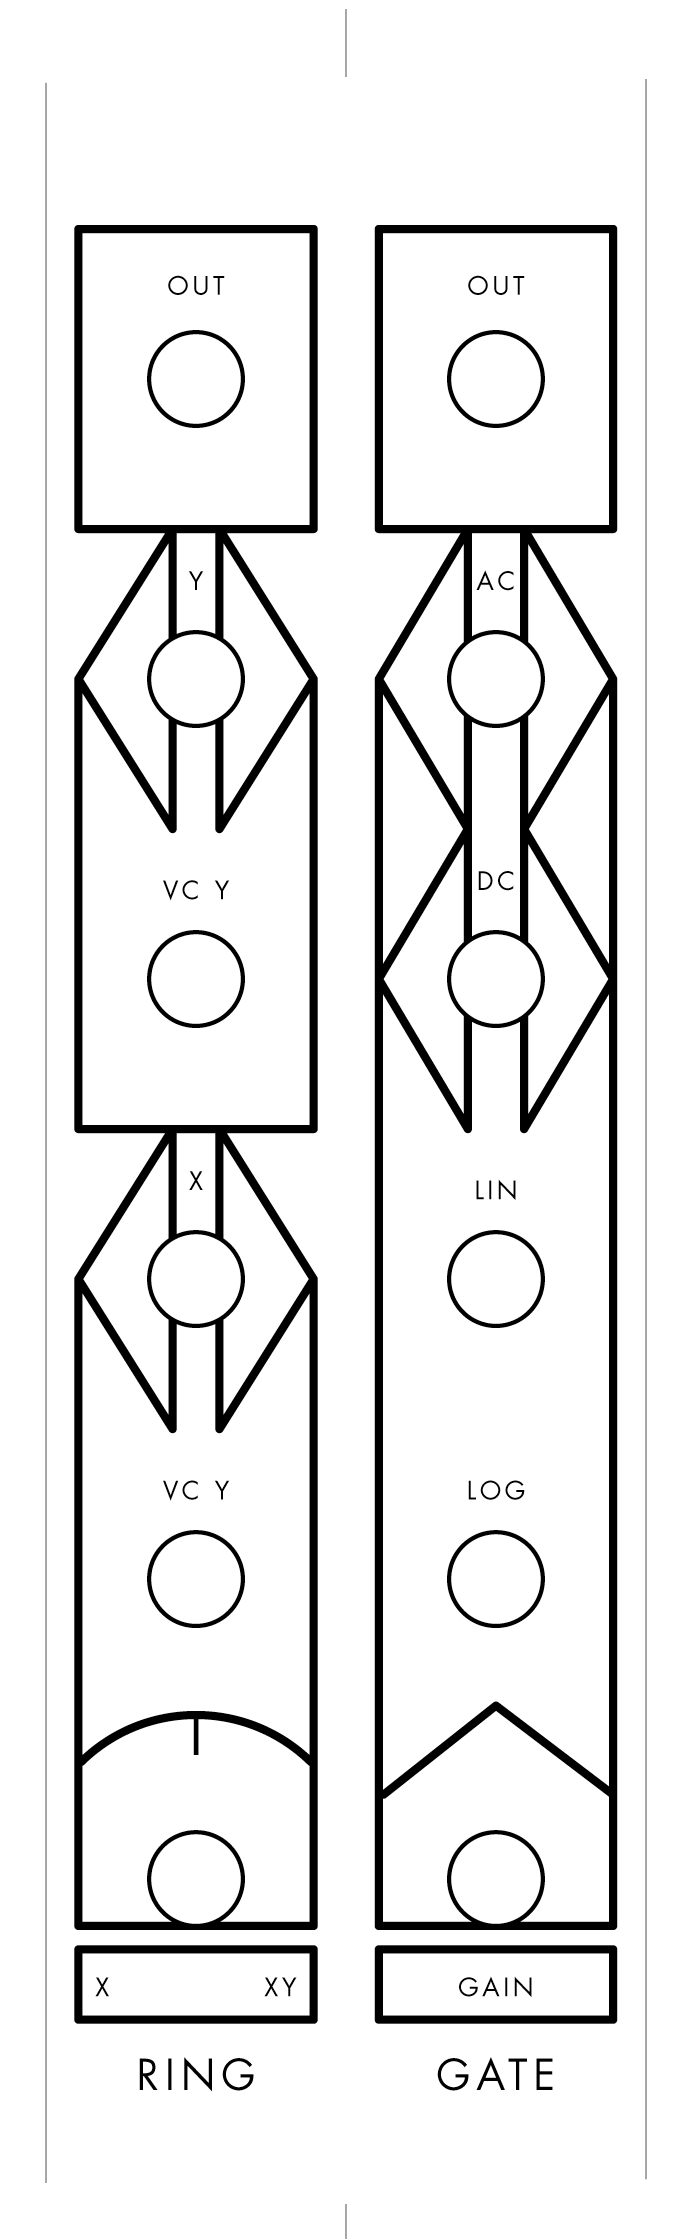 OUT
Y
VC Y
X
VC Y
X XY
RING
OUT
AC
DC
LIN
LOG
GAIN
GATE